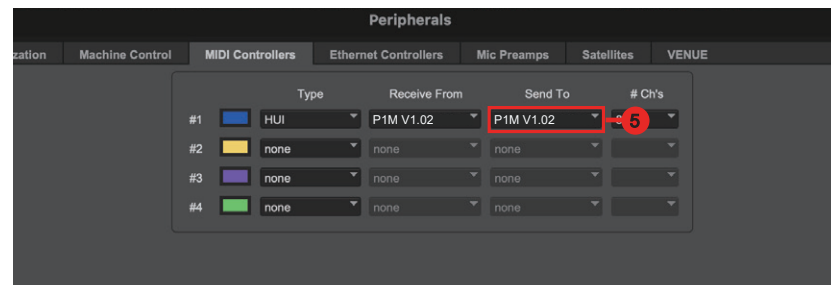 Peripherals
zation Machine Control MIDI Controllers Ethernet Controllers Mic Preamps Satellites VENUE
Type Receive From Send To # Ch's
#1 HUI P1M V1.02 P1M V1.02 5
#2 none none none
#3 none none none
#4 none none none